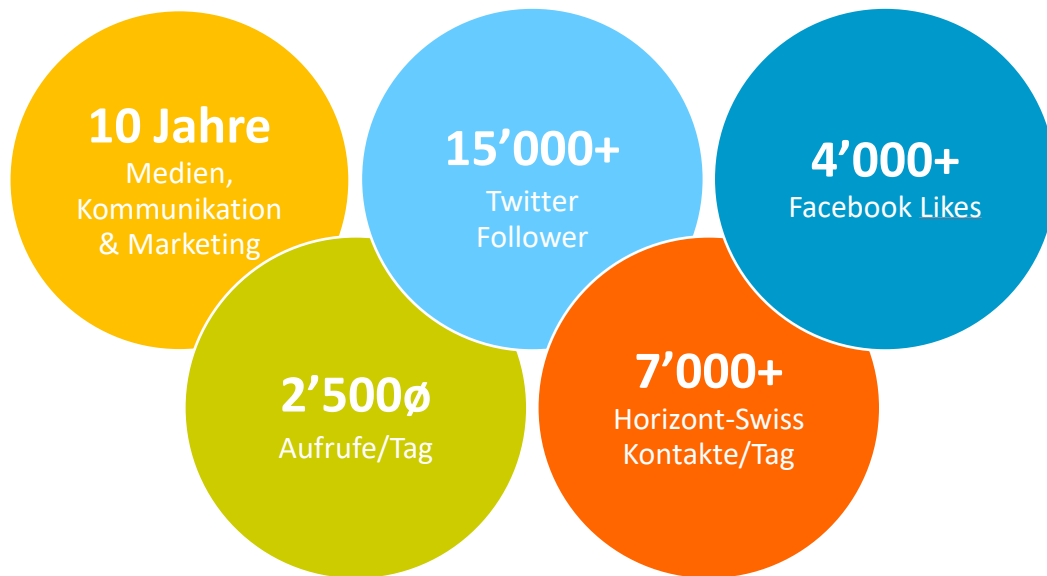 10 Jahre
Medien,
Kommunikation
& Marketing
15’000+
Twitter
Follower
4’000+
Facebook Likes
2’500ø
Aufrufe/Tag
7’000+
Horizont-Swiss
Kontakte/Tag